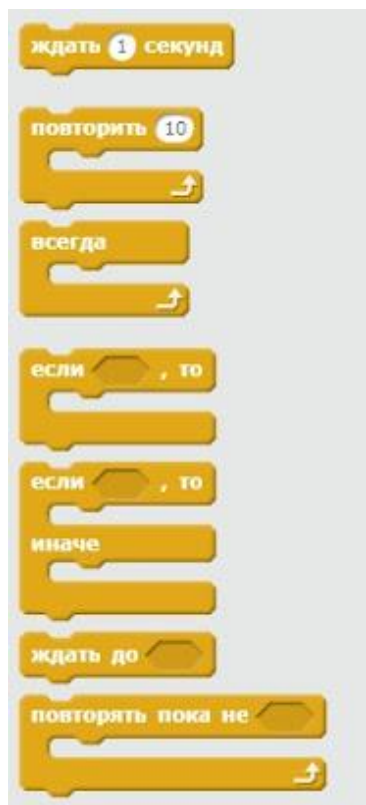 ждать 1 секунд
повторить 10
всегда
если , то
если , то
иначе
ждать до
повторять пока не